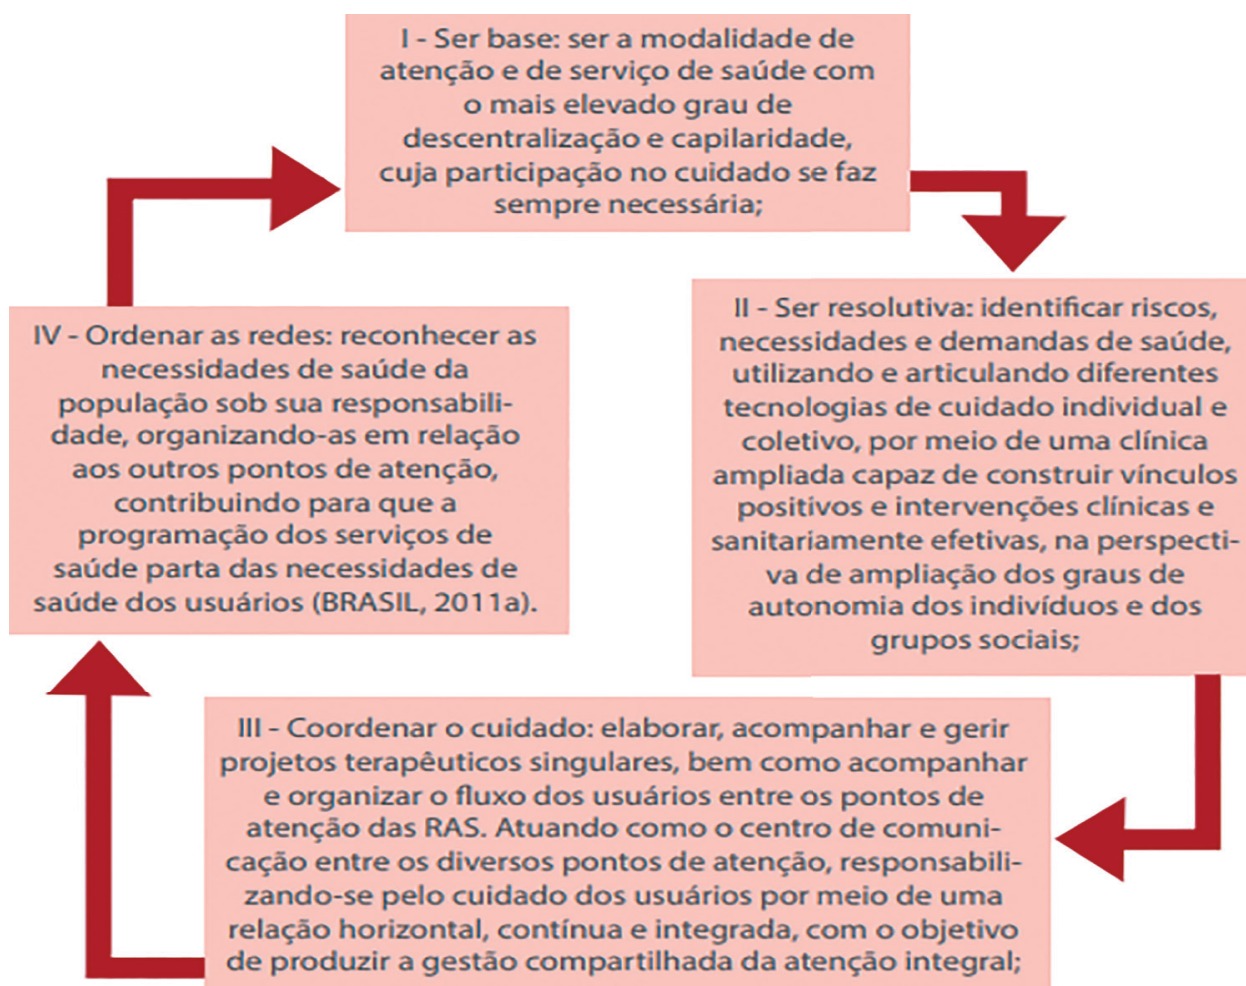 I - Ser base: ser a modalidade de
atenção e de serviço de saúde com
o mais elevado grau de
descentralização e capilaridade,
cuja participação no cuidado se faz
sempre necessária;
II - Ser resolutiva: identificar riscos,
necessidades e demandas de saúde,
utilizando e articulando diferentes
tecnologias de cuidado individual e
coletivo, por meio de uma clínica
ampliada capaz de construir vínculos
positivos e intervenções clínicas e
sanitariamente efetivas, na perspecti-
va de ampliação dos graus de
autonomia dos indivíduos e dos
grupos sociais;
III - Coordenar o cuidado: elaborar, acompanhar e gerir
projetos terapêuticos singulares, bem como acompanhar
e organizar o fluxo dos usuários entre os pontos de
atenção das RAS. Atuando como o centro de comuni-
cação entre os diversos pontos de atenção, responsabili-
zando-se pelo cuidado dos usuários por meio de uma
relação horizontal, contínua e integrada, com o objetivo
de produzir a gestão compartilhada da atenção integral;
IV - Ordenar as redes: reconhecer as
necessidades de saúde da
população sob sua responsabili-
dade, organizando-as em relação
aos outros pontos de atenção,
contribuindo para que a
programação dos serviços de
saúde parta das necessidades de
saúde dos usuários (BRASIL, 2011a).